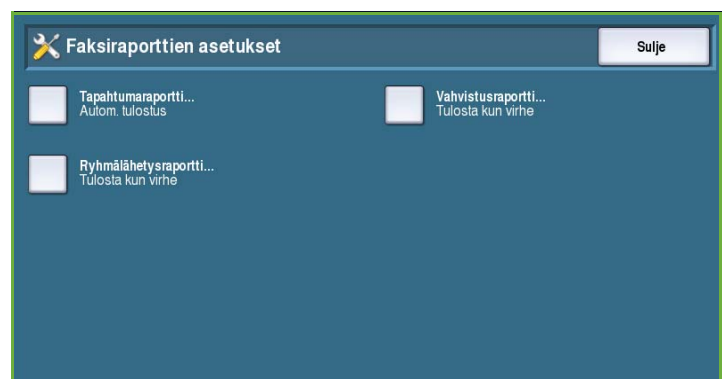 Faksiraporttien asetukset
Sulje
Tapahtumaraportti...
Autom. tulostus
Vahvistusraportti...
Tulosta kun virhe
Ryhmälähetysraportti...
Tulosta kun virhe